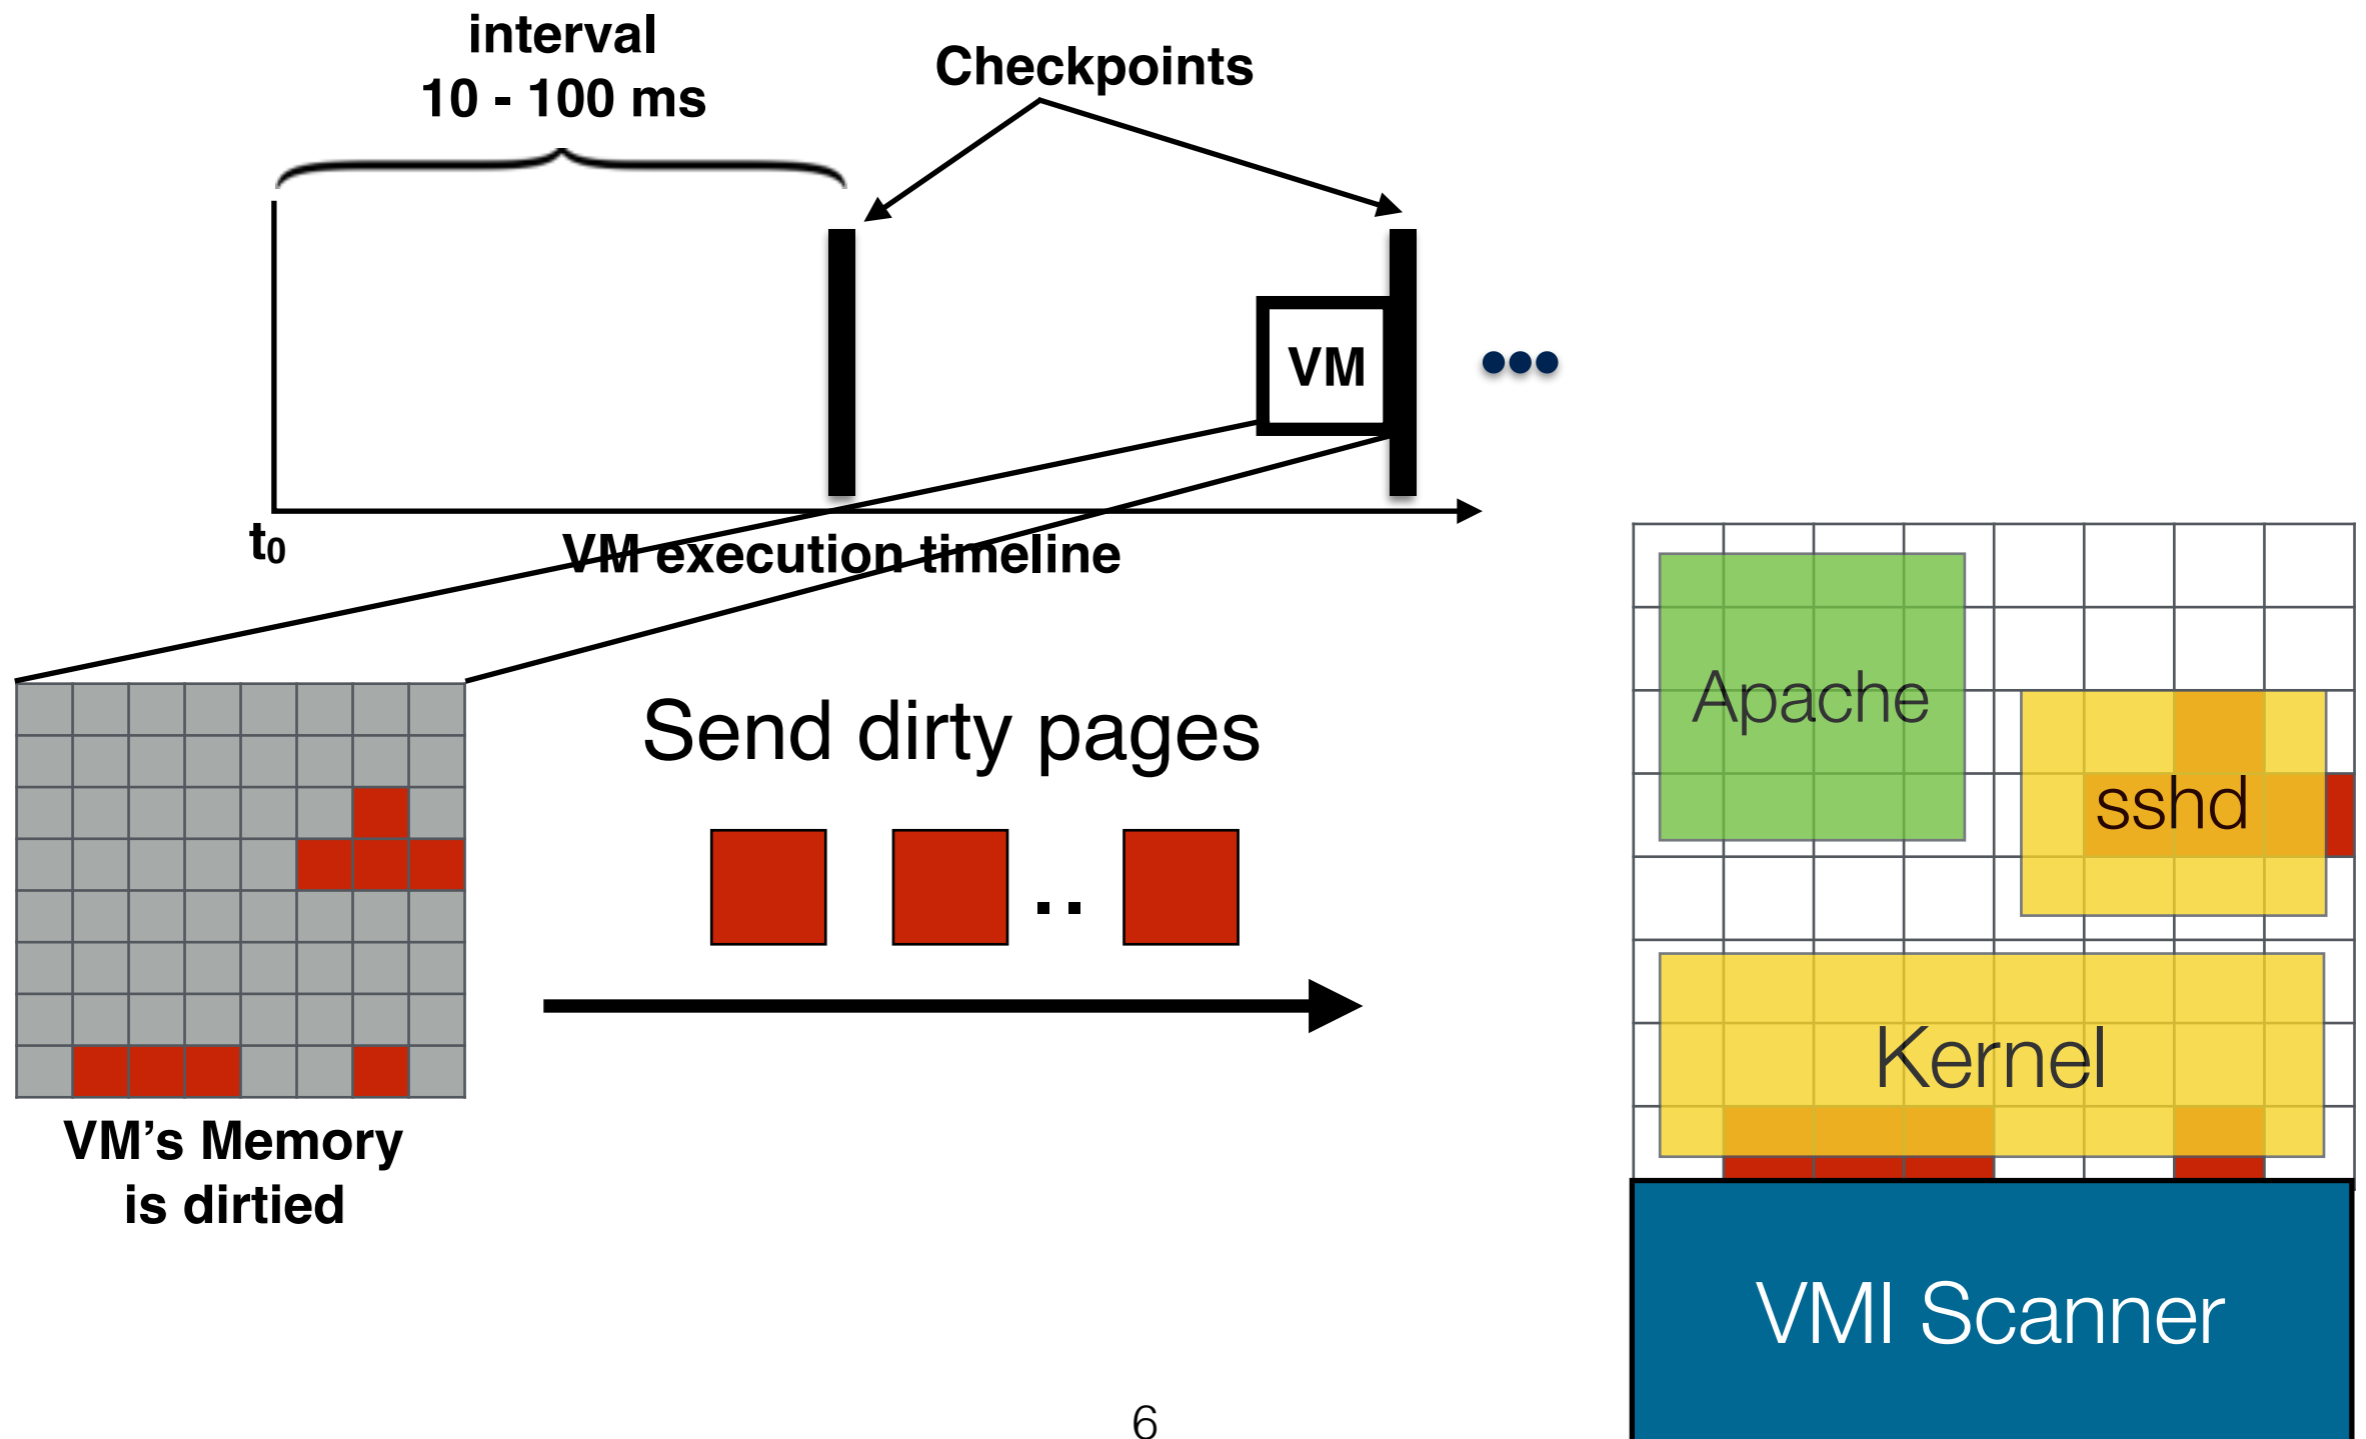 interval
10 - 100 ms
Checkpoints
VM
•••
t₀
VM execution timeline
Apache
Send dirty pages
sshd
..
Kernel
VM’s Memory
is dirtied
VMI Scanner
6